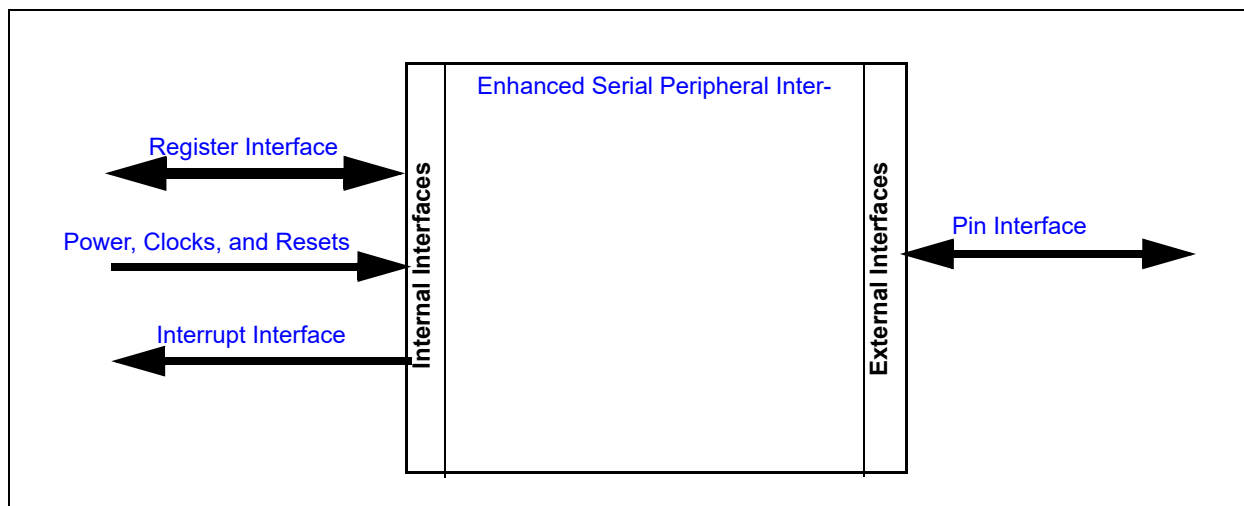 Enhanced Serial Peripheral Inter-
Register Interface
Power, Clocks, and Resets
Interrupt Interface
Internal Interfaces
External Interfaces
Pin Interface